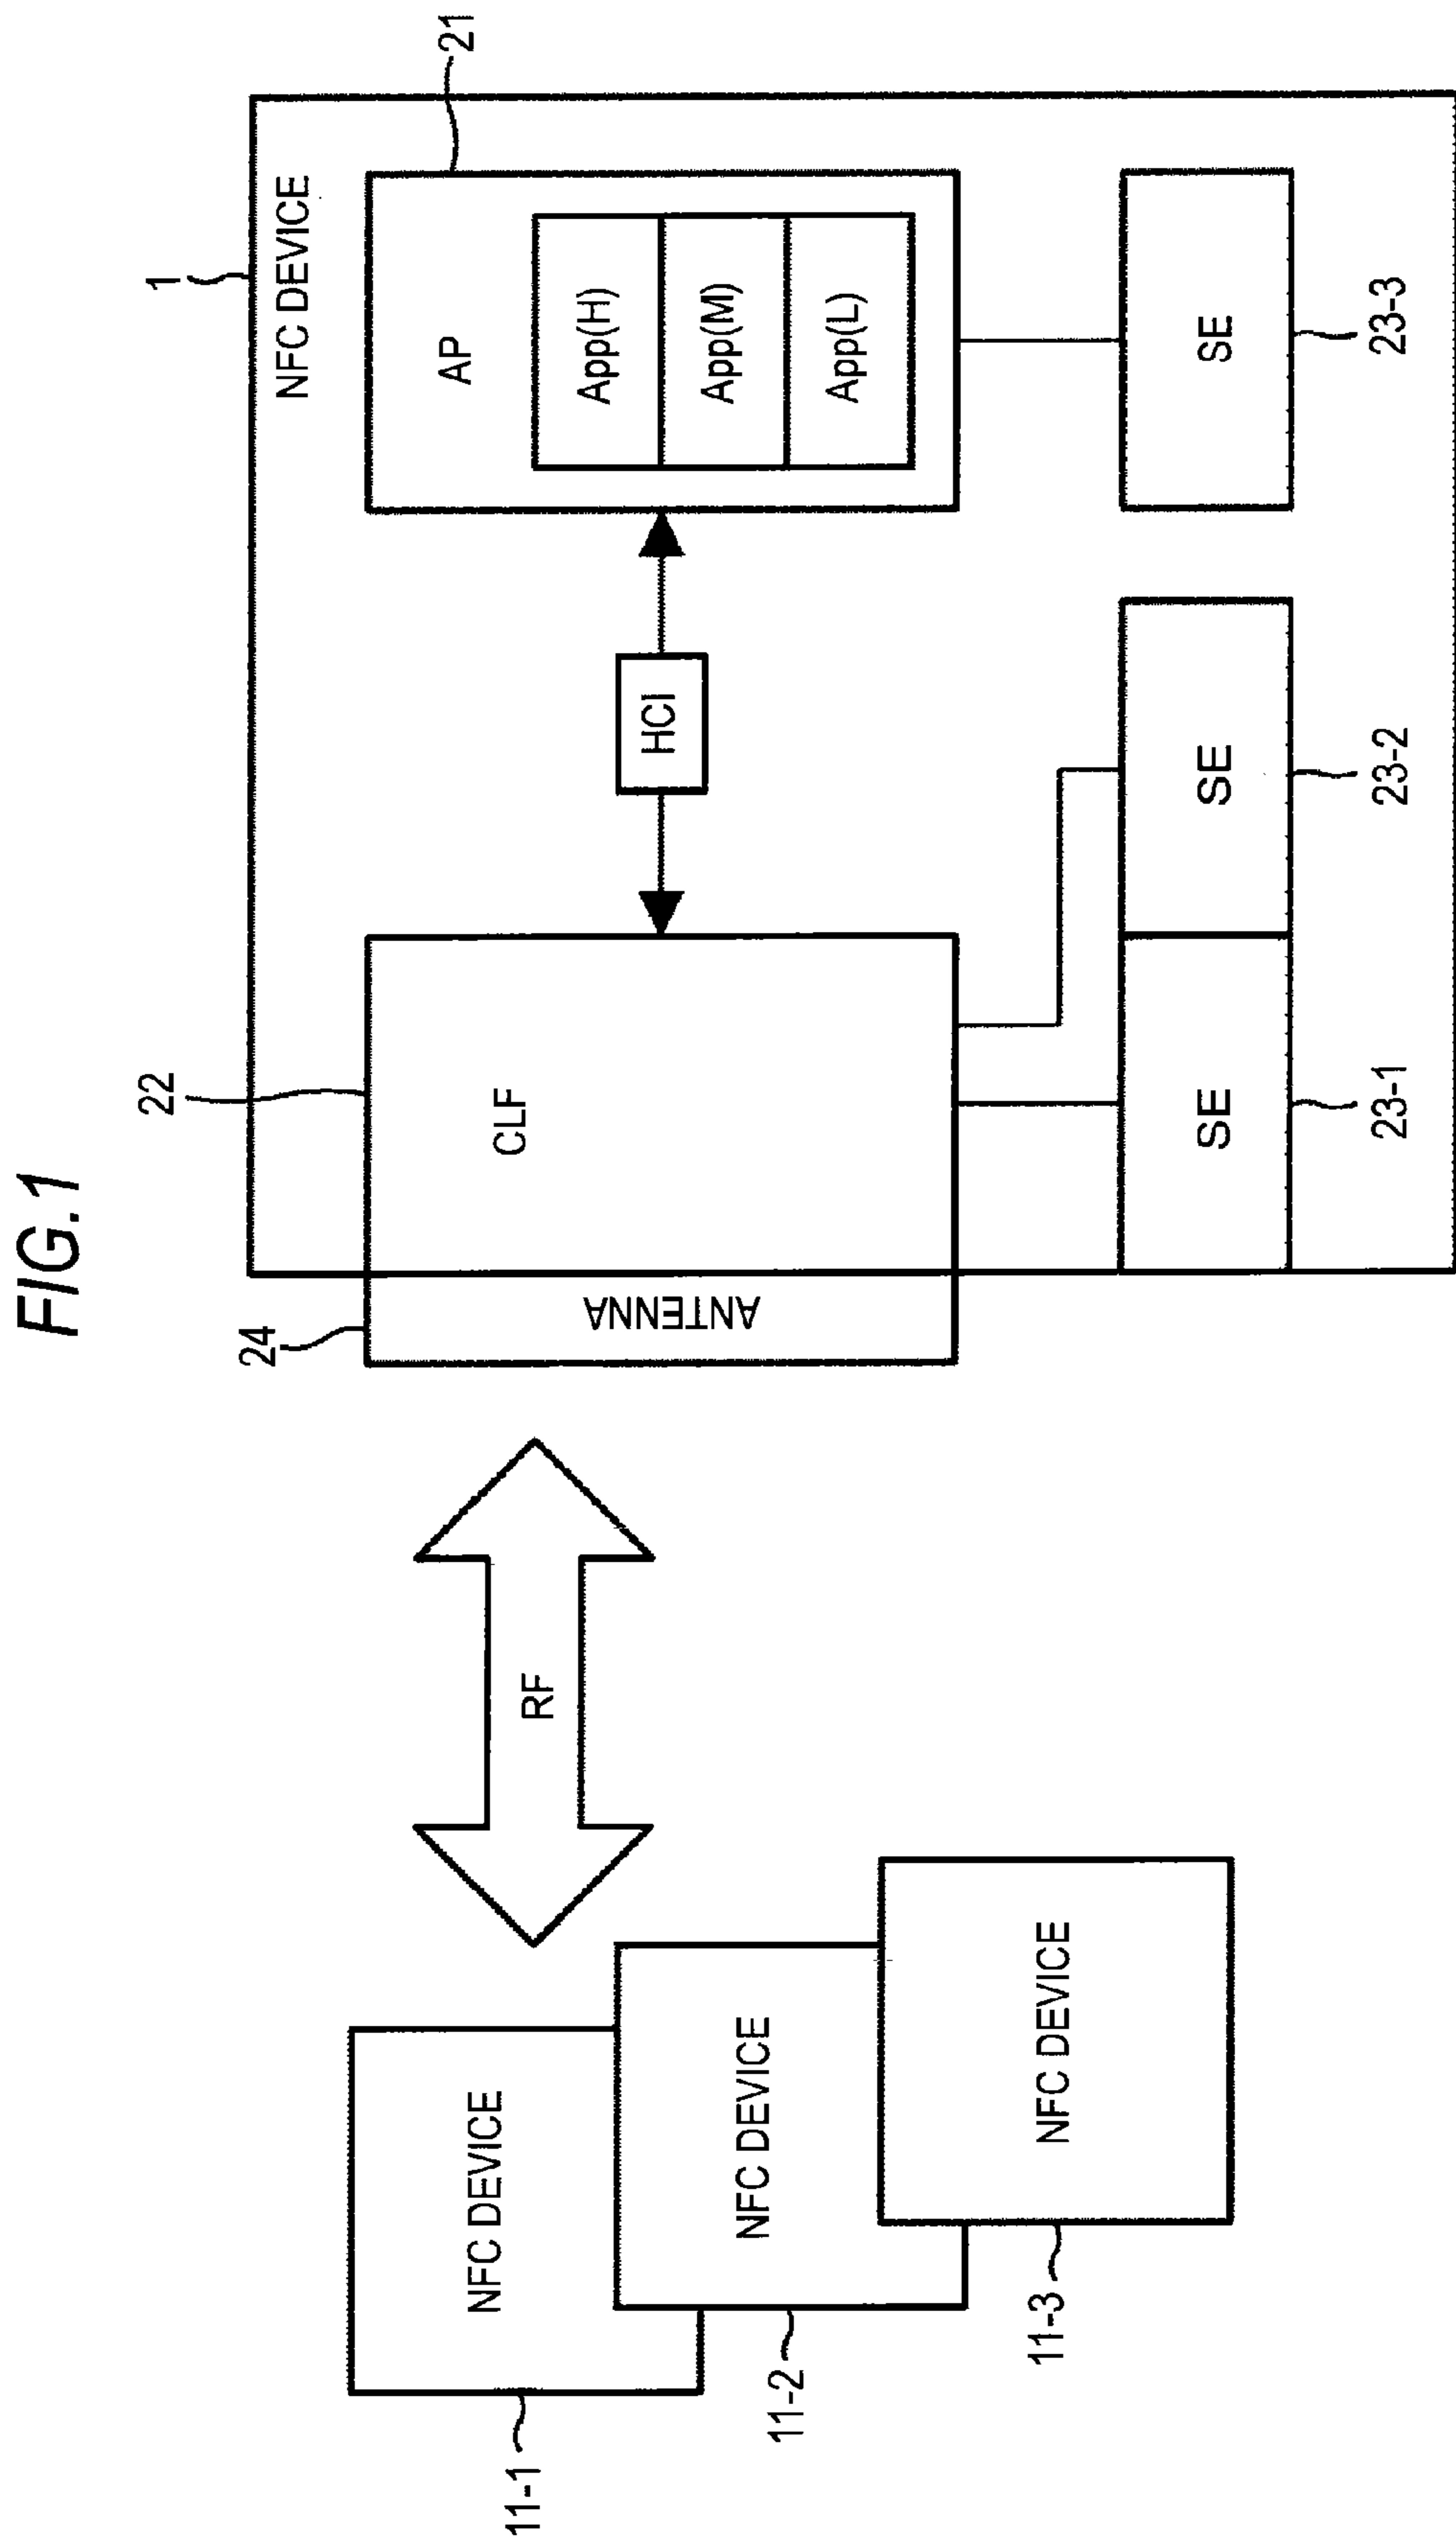 FIG.1
1
NFC DEVICE
24
22
21
ANTENNA
CLF
HCI
AP
App(H)
App(M)
App(L)
RF
NFC DEVICE
NFC DEVICE
NFC DEVICE
11-1
11-2
11-3
SE
SE
SE
23-1
23-2
23-3